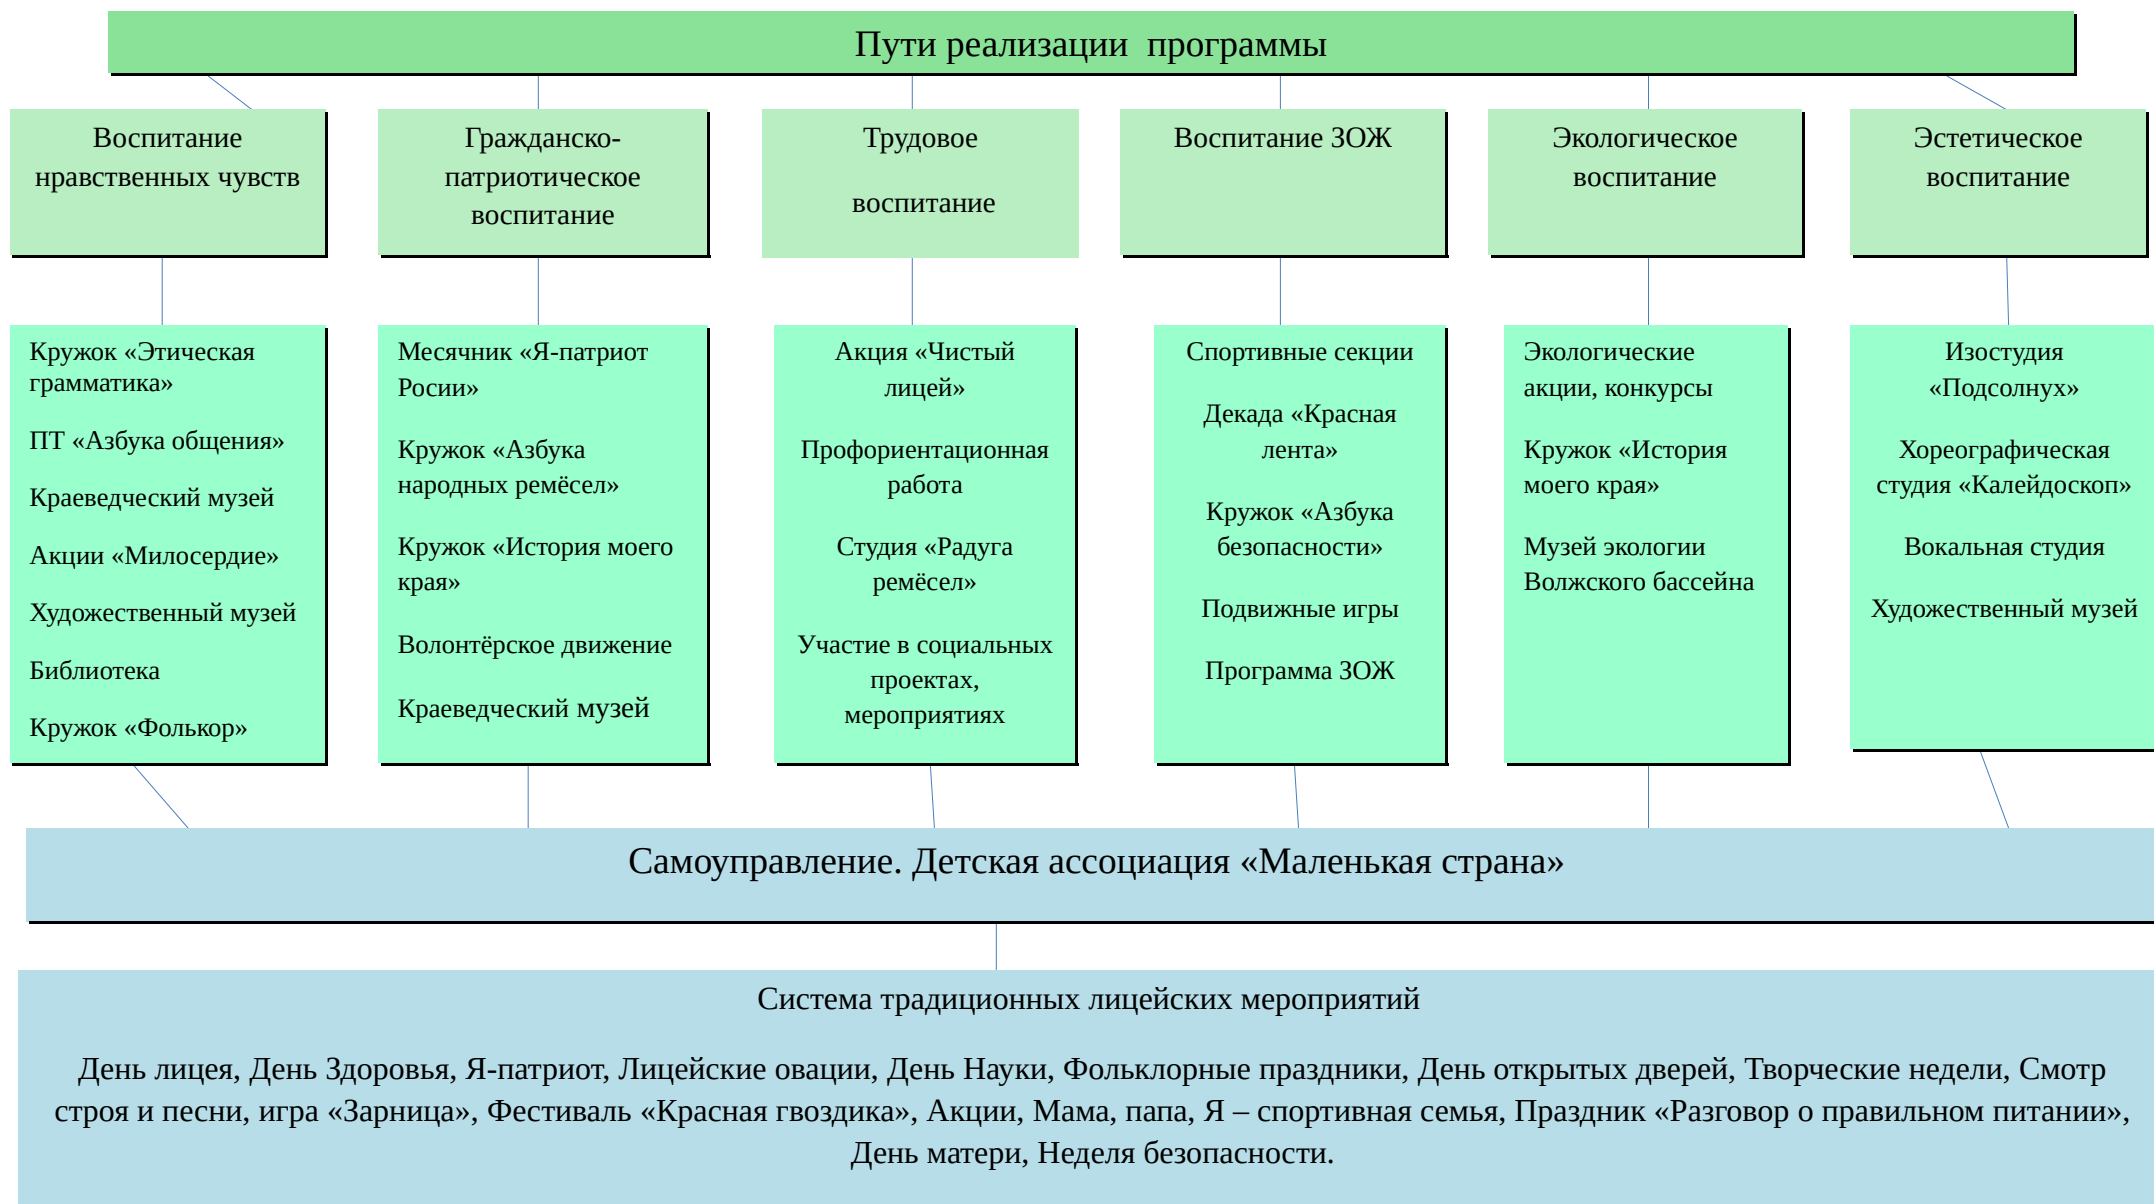 Пути реализации  программы
Воспитание
нравственных чувств
Гражданско-
патриотическое
воспитание
Трудовое
воспитание
Воспитание ЗОЖ
Экологическое
воспитание
Эстетическое
воспитание
Кружок «Этическая
грамматика»
ПТ «Азбука общения»
Краеведческий музей
Акции «Милосердие»
Художественный музей
Библиотека
Кружок «Фолькор»
Месячник «Я-патриот
Росии»
Кружок «Азбука
народных ремёсел»
Кружок «История моего
края»
Волонтёрское движение
Краеведческий музей
Акция «Чистый
лицей»
Профориентационная
работа
Студия «Радуга
ремёсел»
Участие в социальных
проектах,
мероприятиях
Спортивные секции
Декада «Красная
лента»
Кружок «Азбука
безопасности»
Подвижные игры
Программа ЗОЖ
Экологические
акции, конкурсы
Кружок «История
моего края»
Музей экологии
Волжского бассейна
Изостудия
«Подсолнух»
Хореографическая
студия «Калейдоскоп»
Вокальная студия
Художественный музей
Самоуправление. Детская ассоциация «Маленькая страна»
Система традиционных лицейских мероприятий
День лицея, День Здоровья, Я-патриот, Лицейские овации, День Науки, Фольклорные праздники, День открытых дверей, Творческие недели, Смотр
строя и песни, игра «Зарница», Фестиваль «Красная гвоздика», Акции, Мама, папа, Я – спортивная семья, Праздник «Разговор о правильном питании»,
День матери, Неделя безопасности.